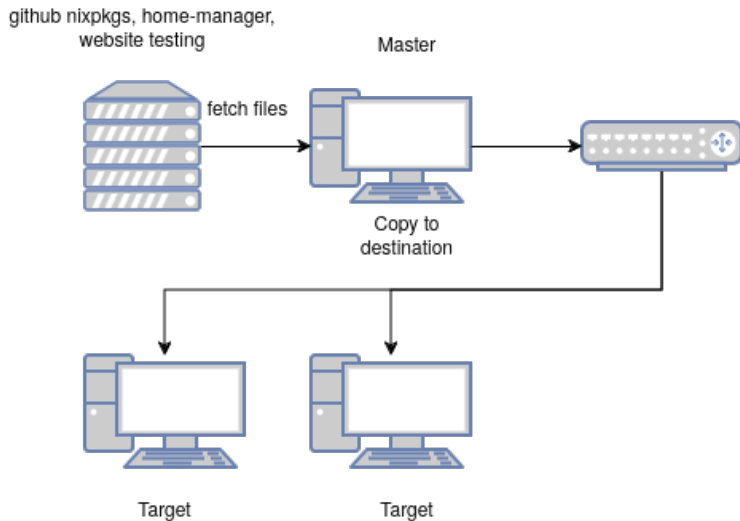 github nixpkgs, home-manager,
website testing
Master
fetch files
Copy to
destination
Target
Target